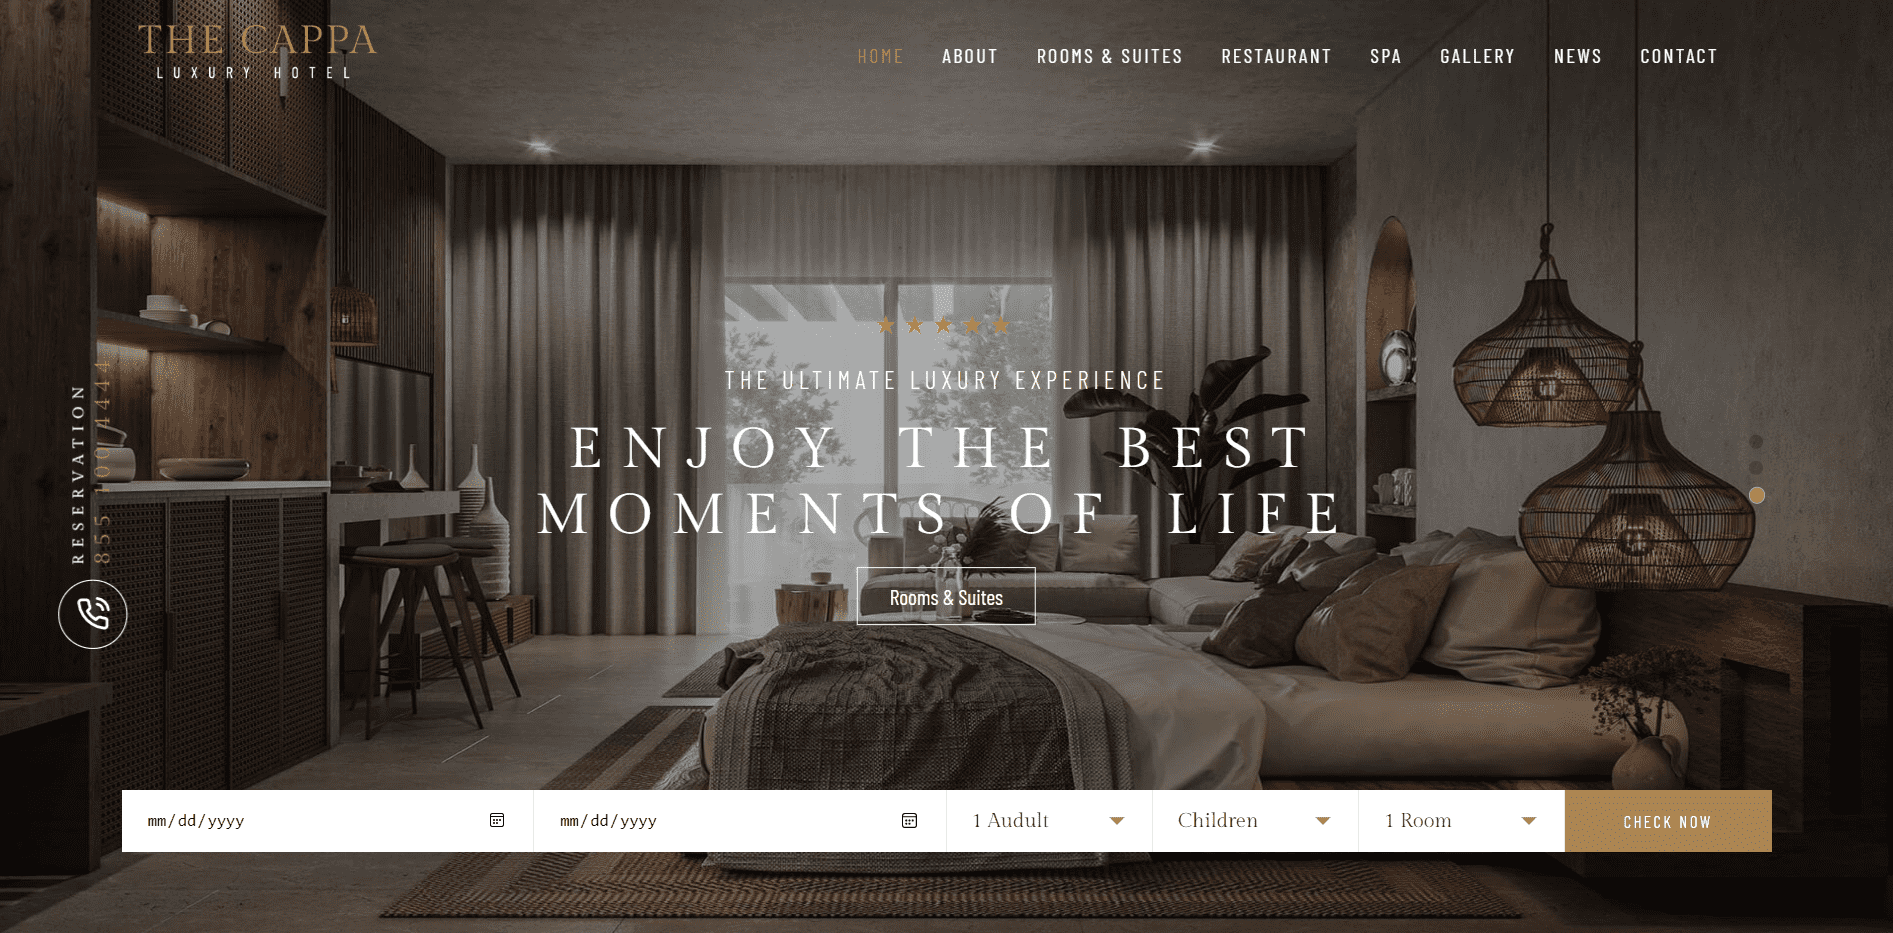 THE CAPPA
LUXURY HOTEL
HOME
ABOUT
ROOMS & SUITES
RESTAURANT
SPA
GALLERY
NEWS
CONTACT
THE ULTIMATE LUXURY EXPERIENCE
ENJOY THE BEST
MOMENTS OF LIFE
Rooms & Suites
RESERVATION
855 100 4444
mm/dd/yyyy
mm/dd/yyyy
1 Audult
Children
1 Room
CHECK NOW